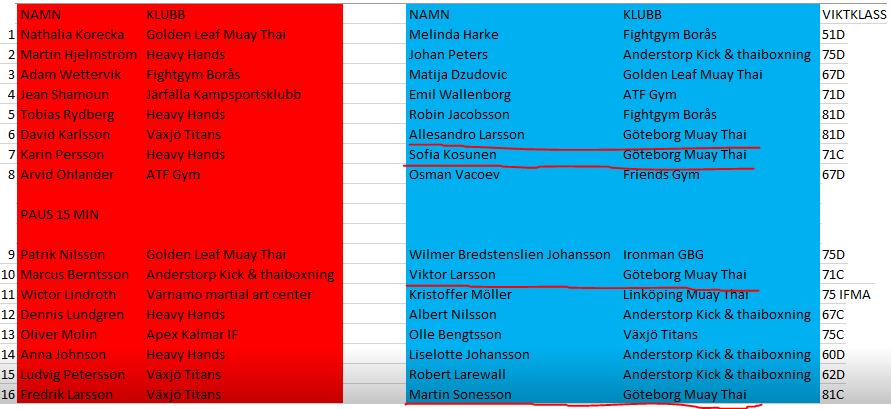 NAMN KLUBB NAMN KLUBB VIKTKLASS
1 Nathalia Korecka Golden Leaf Muay Thai Melinda Harke Fightgym Borås 51D
2 Martin Hjelmström Heavy Hands Johan Peters Anderstorp Kick & thaiboxning 75D
3 Adam Wettervik Fightgym Borås Matija Dzudovic Golden Leaf Muay Thai 67D
4 Jean Shamoun Järfälla Kampsportsklubb Emil Wallenborg ATF Gym 71D
5 Tobias Rydberg Heavy Hands Robin Jacobsson Fightgym Borås 81D
6 David Karlsson Växjö Titans Allesandro Larsson Göteborg Muay Thai 81D
7 Karin Persson Heavy Hands Sofia Kosunen Göteborg Muay Thai 71C
8 Arvid Ohlander ATF Gym Osman Vacoev Friends Gym 67D
PAUS 15 MIN
9 Patrik Nilsson Golden Leaf Muay Thai Wilmer Bredstenslien Johansson Ironman GBG 75D
10 Marcus Berntsson Anderstorp Kick & thaiboxning Viktor Larsson Göteborg Muay Thai 71C
11 Wictor Lindroth Värnamo martial art center Kristoffer Möller Linköping Muay Thai 75 IFMA
12 Dennis Lundgren Heavy Hands Albert Nilsson Anderstorp Kick & thaiboxning 67C
13 Oliver Molin Apex Kalmar IF Olle Bengtsson Växjö Titans 75C
14 Anna Johnson Heavy Hands Liselotte Johansson Anderstorp Kick & thaiboxning 60D
15 Ludvig Petersson Växjö Titans Robert Larewall Anderstorp Kick & thaiboxning 62D
16 Fredrik Larsson Växjö Titans Martin Sonesson Göteborg Muay Thai 81C